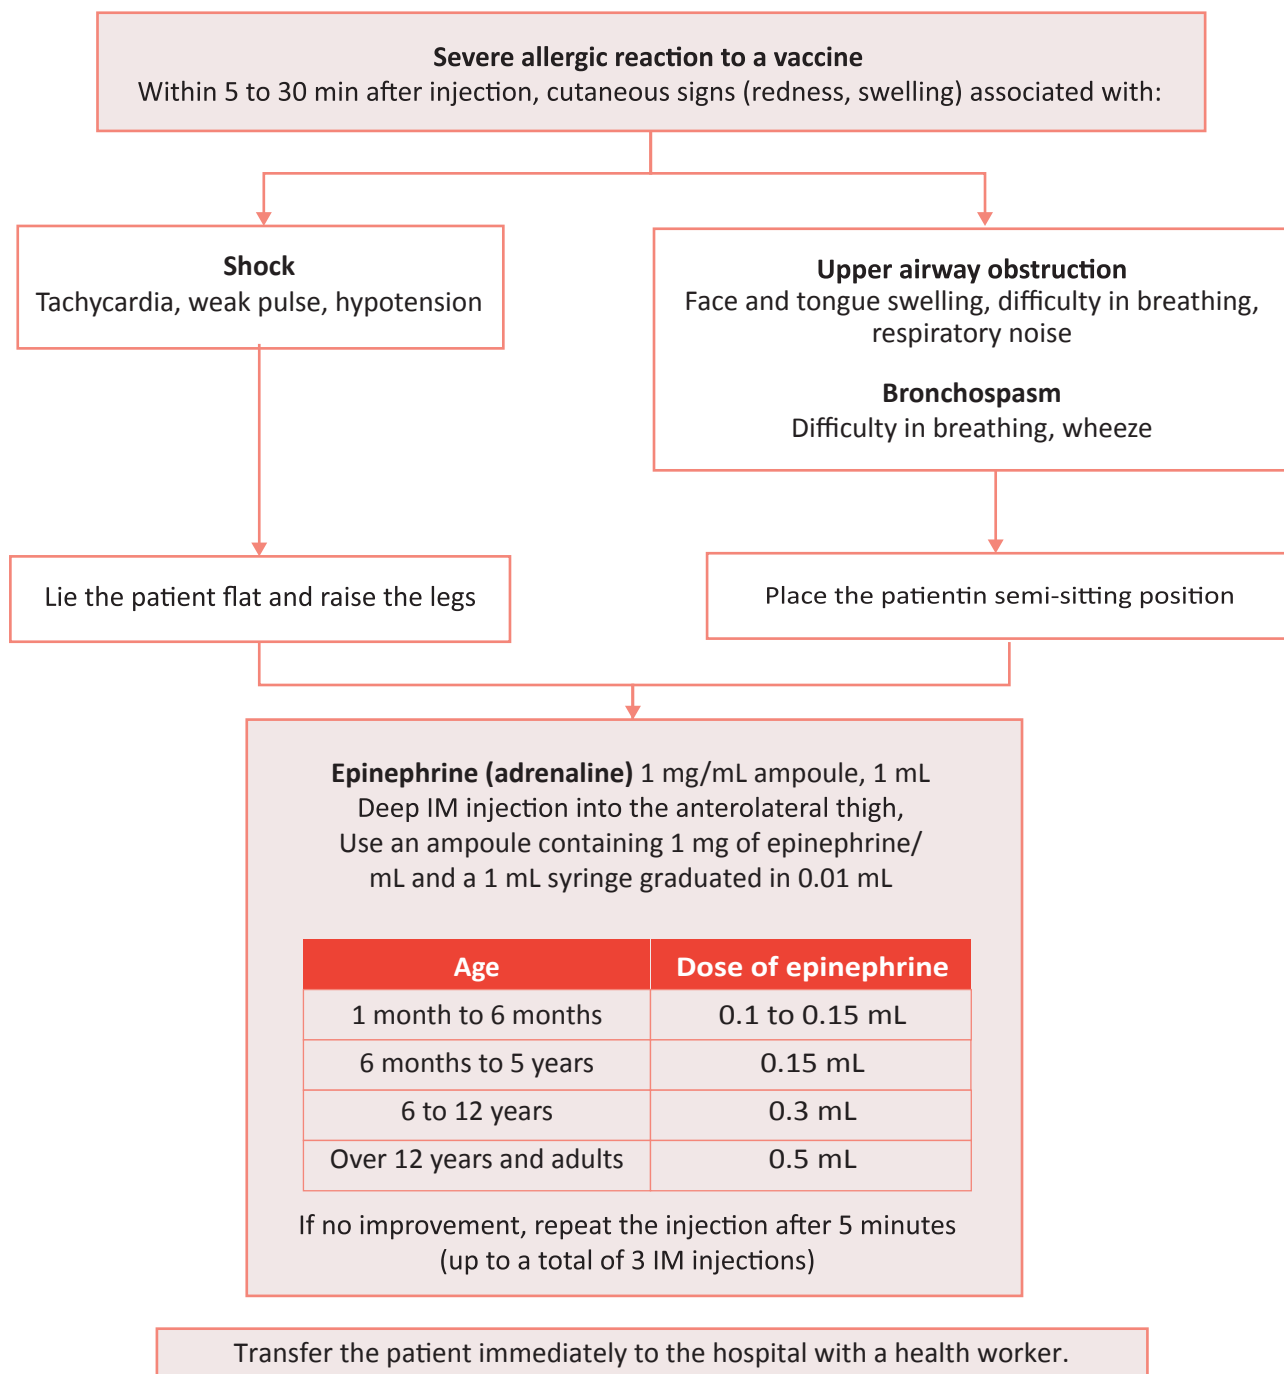 Severe allergic reaction to a vaccine
Within 5 to 30 min after injection, cutaneous signs (redness, swelling) associated with:
Shock
Tachycardia, weak pulse, hypotension
Upper airway obstruction
Face and tongue swelling, difficulty in breathing,
respiratory noise
Bronchospasm
Difficulty in breathing, wheeze
Lie the patient flat and raise the legs
Place the patientin semi-sitting position
Epinephrine (adrenaline) 1 mg/mL ampoule, 1 mL
Deep IM injection into the anterolateral thigh,
Use an ampoule containing 1 mg of epinephrine/
mL and a 1 mL syringe graduated in 0.01 mL
Age Dose of epinephrine
1 month to 6 months 0.1 to 0.15 mL
6 months to 5 years 0.15 mL
6 to 12 years 0.3 mL
Over 12 years and adults 0.5 mL
If no improvement, repeat the injection after 5 minutes
(up to a total of 3 IM injections)
Transfer the patient immediately to the hospital with a health worker.